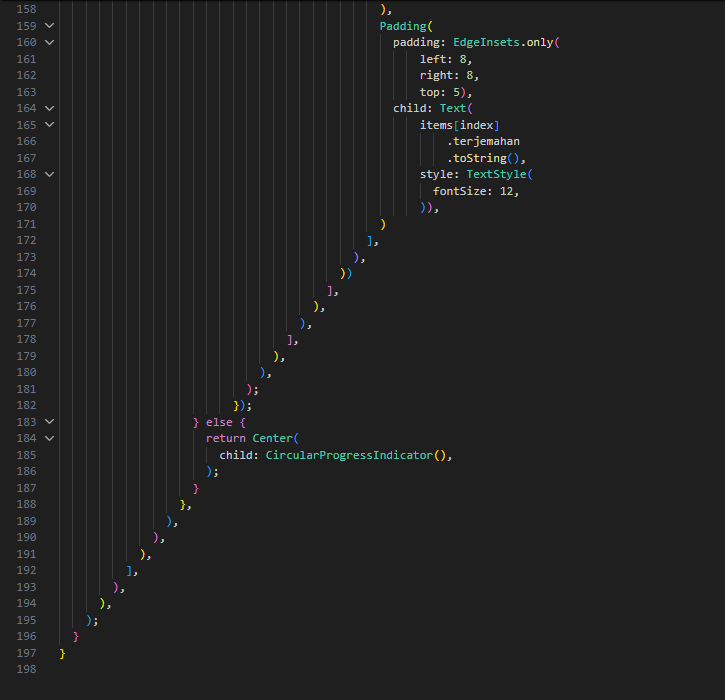 158 ),
159 Padding(
160 padding: EdgeInsets.only(
161 left: 8,
162 right: 8,
163 top: 5),
164 child: Text(
165 items[index]
166 .terjemahan
167 .toString(),
168 style: TextStyle(
169 fontSize: 12,
170 )),
171 )
172 ],
173 ),
174 ))
175 ],
176 ),
177 ),
178 ],
179 ),
180 ),
181 );
182 });
183 } else {
184 return Center(
185 child: CircularProgressIndicator(),
186 );
187 }
188 },
189 ),
190 ),
191 ),
192 ],
193 ),
194 ),
195 );
196 }
197 }
198